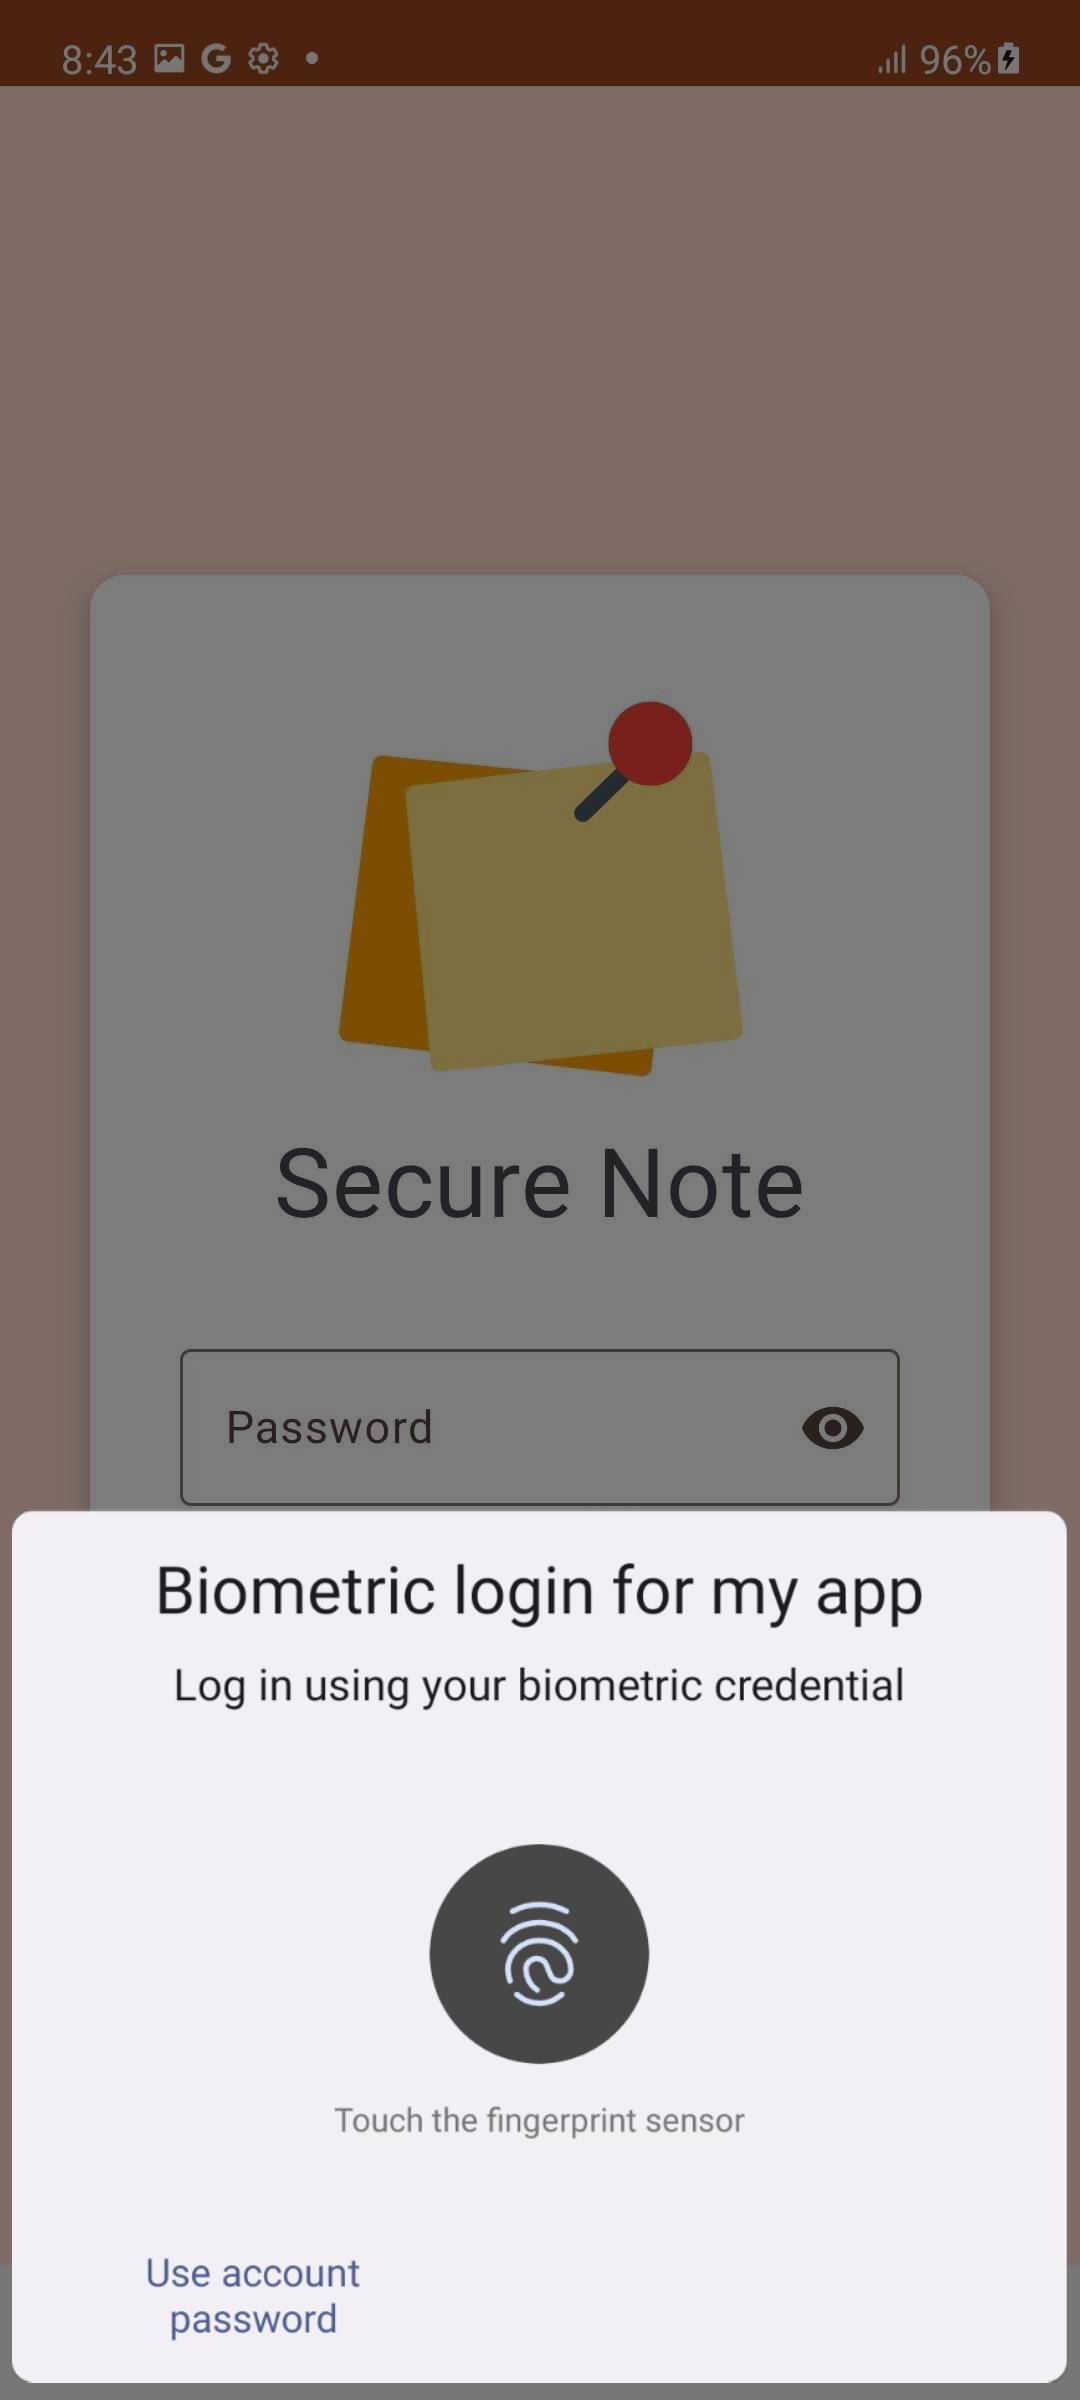 8:43
96%
Secure Note
Password
Biometric login for my app
Log in using your biometric credential
Touch the fingerprint sensor
Use account
password